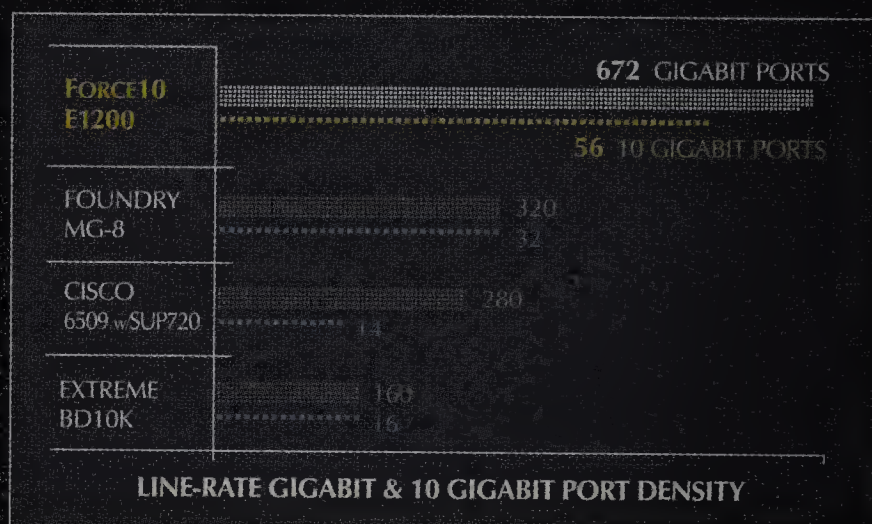 672 GIGABIT PORTS
FORCE10
E1200
56 10 GIGABIT PORTS
FOUNDRY
MG-8
320
32
CISCO
6509 w/SUP720
280
14
EXTREME
BD10K
160
16
LINE-RATE GIGABIT & 10 GIGABIT PORT DENSITY